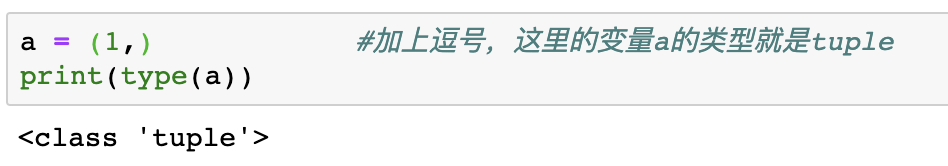 a = (1,)            #加上逗号, 这里的变量a的类型就是tuple
print(type(a))
<class 'tuple'>